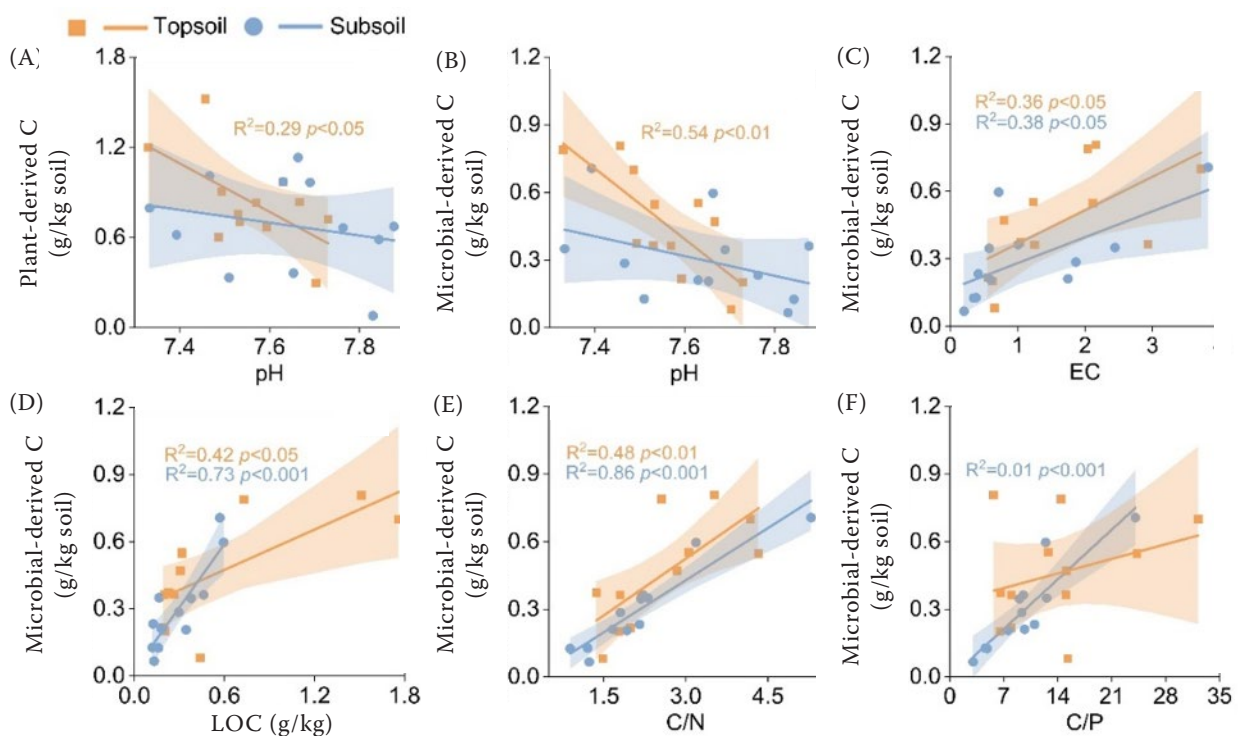 Topsoil Subsoil
(A)
Plant-derived C
(g/kg soil)
1.8
1.2
0.6
0.0
R²=0.29 p<0.05
7.4 7.6 7.8
pH
(B)
Microbial-derived C
(g/kg soil)
1.2
0.9
0.6
0.3
0.0
R²=0.54 p<0.01
7.4 7.6 7.8
pH
(C)
Microbial-derived C
(g/kg soil)
1.2
0.9
0.6
0.3
0.0
R²=0.36 p<0.05
R²=0.38 p<0.05
0 1 2 3
EC
(D)
Microbial-derived C
(g/kg soil)
1.2
0.9
0.6
0.3
0.0
R²=0.42 p<0.05
R²=0.73 p<0.001
0.0 0.6 1.2 1.8
LOC (g/kg)
(E)
Microbial-derived C
(g/kg soil)
1.2
0.9
0.6
0.3
0.0
R²=0.48 p<0.01
R²=0.86 p<0.001
1.5 3.0 4.5
C/N
(F)
Microbial-derived C
(g/kg soil)
1.2
0.9
0.6
0.3
0.0
R²=0.01 p<0.001
0 7 14 21 28 35
C/P